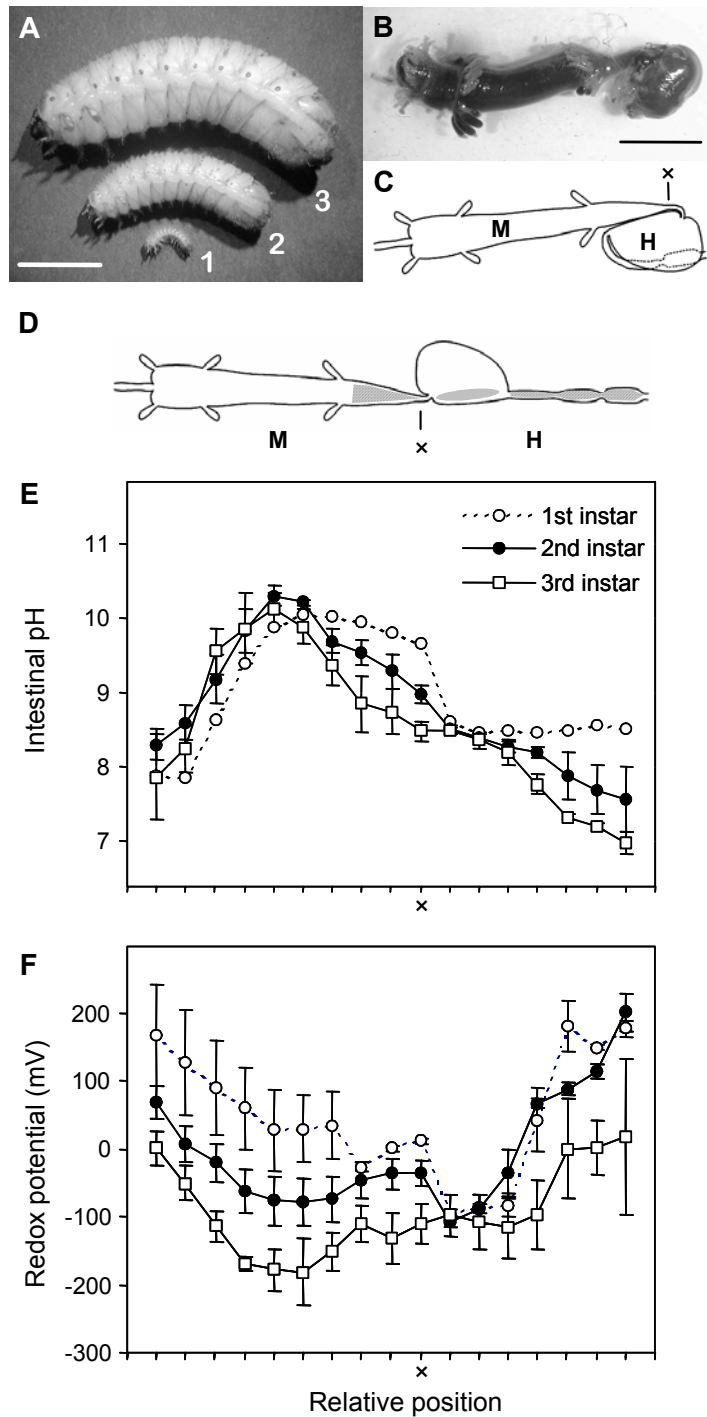 A
3
2
1
B
C
×
M
H
D
M
×
H
E
Intestinal pH
11
10
9
8
7
1st instar
2nd instar
3rd instar
×
F
Redox potential (mV)
200
100
0
-100
-200
-300
×
Relative position